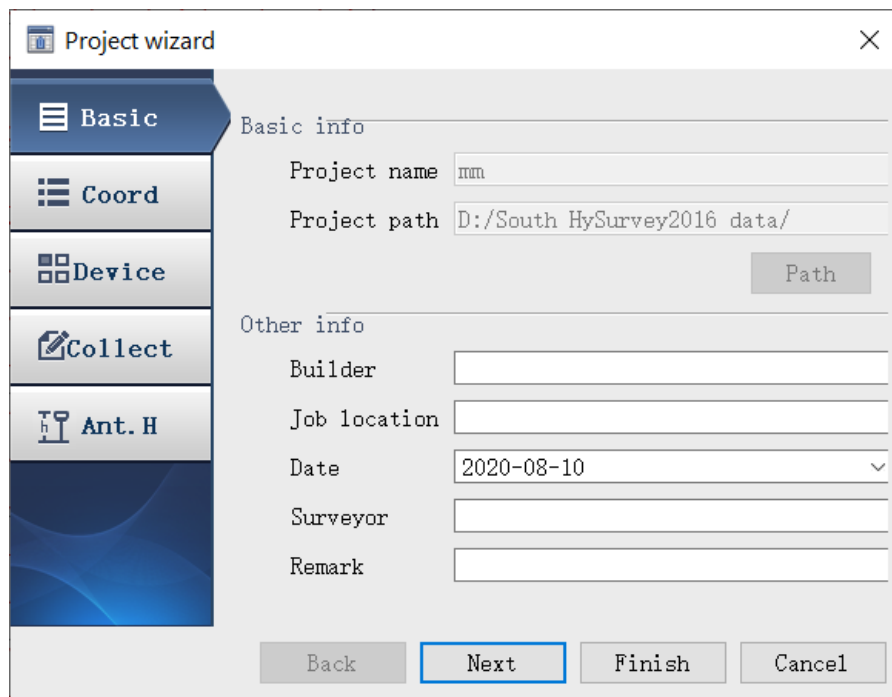 Project wizard
Basic
Coord
Device
Collect
Ant.H
Basic info
Project name mm
Project path D:/South HySurvey2016 data/
Path
Other info
Builder
Job location
Date 2020-08-10
Surveyor
Remark
Back Next Finish Cancel